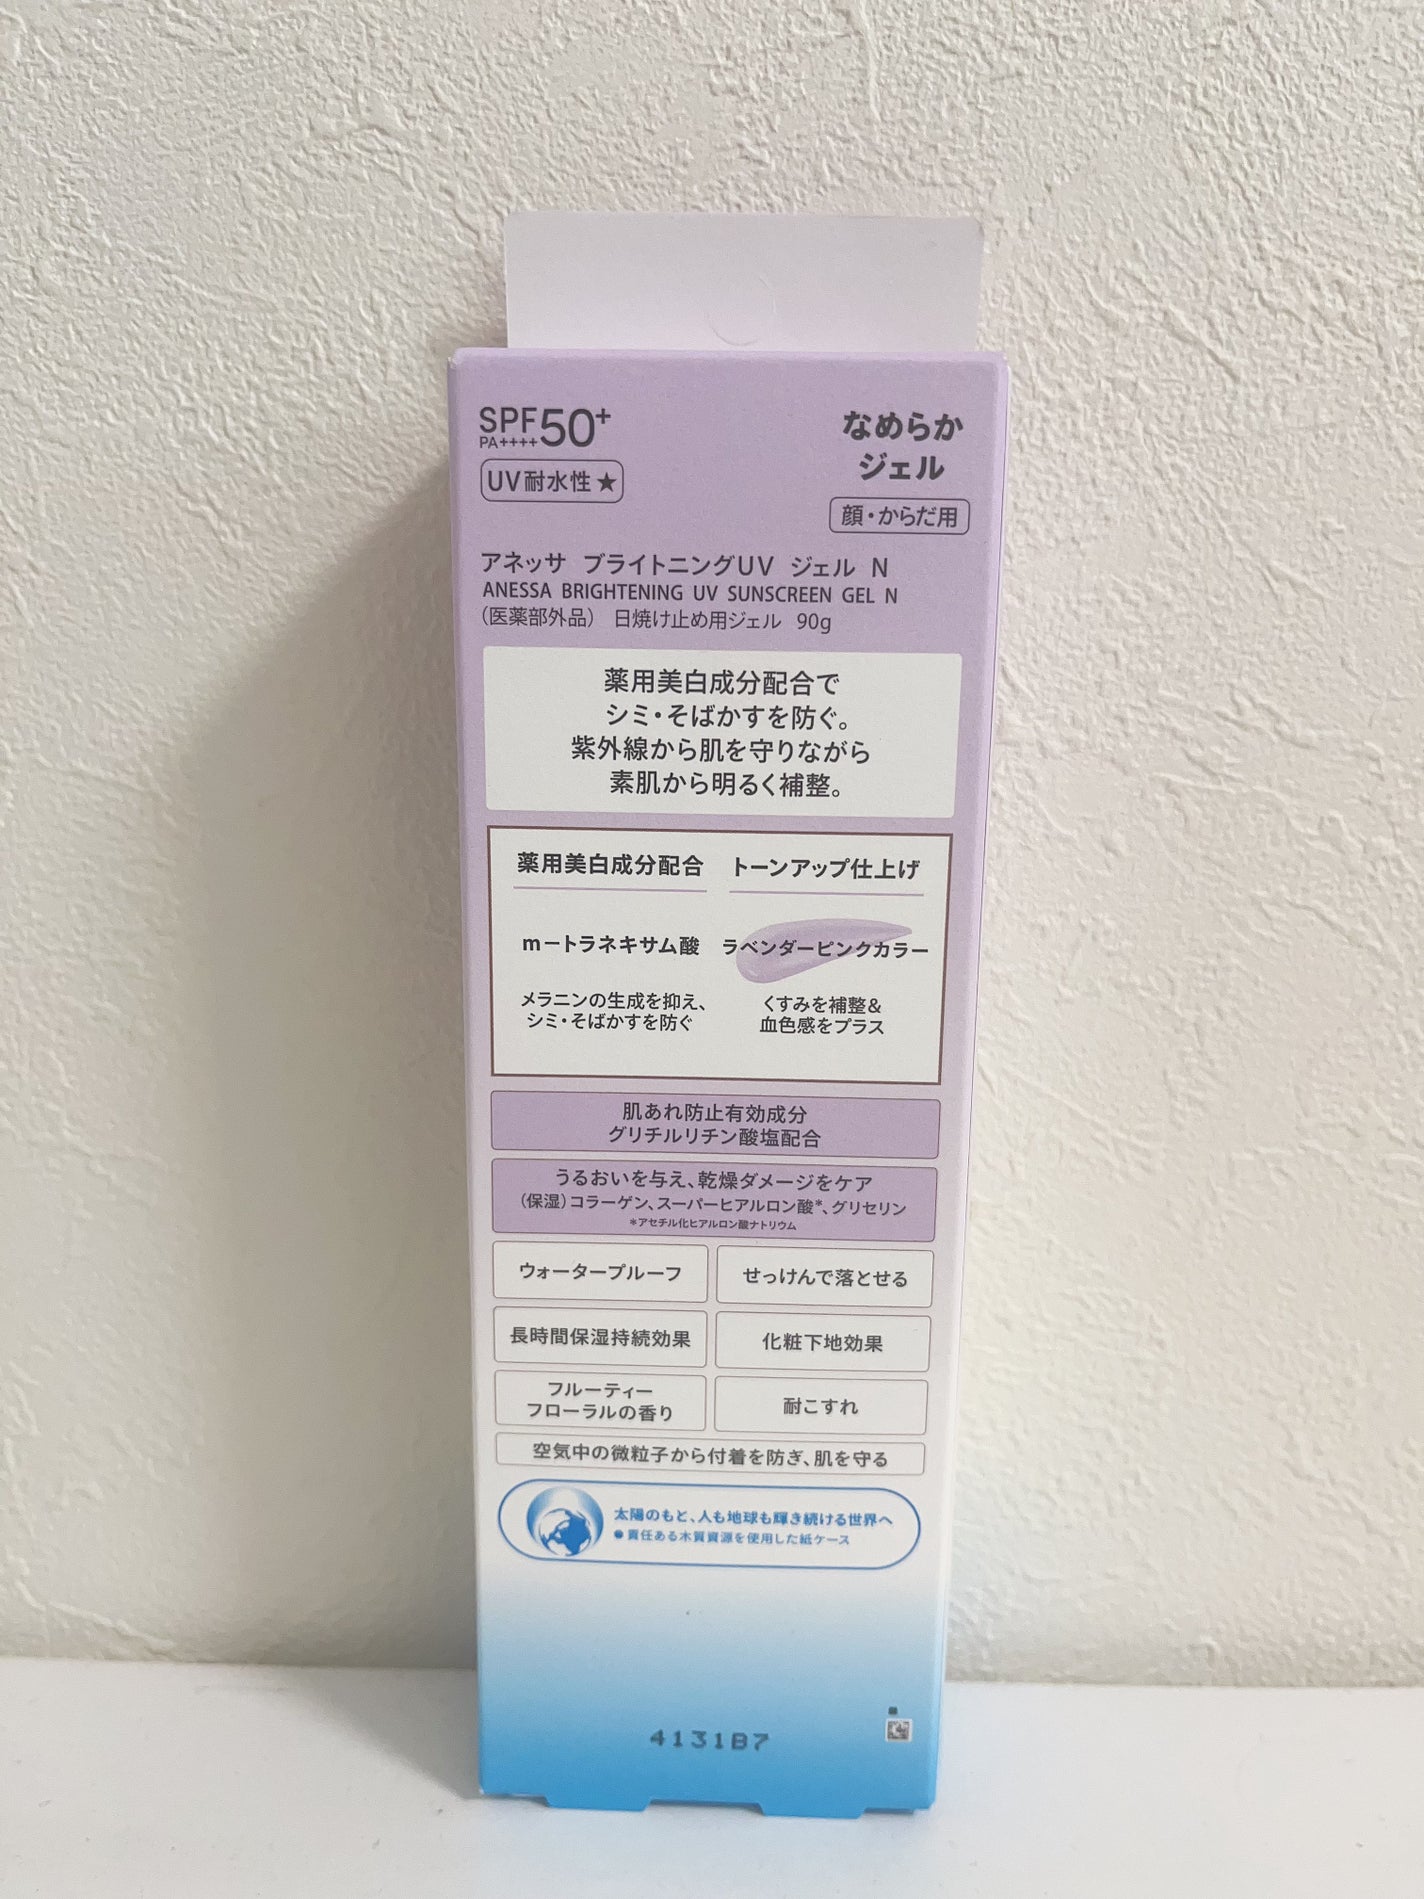 SPF50+
PA++++
UV耐水性★
なめらか
ジェル
顔・からだ用
アネッサ ブライトニングUV ジェル N
ANESSA BRIGHTENING UV SUNSCREEN GEL N
(医薬部外品) 日焼け止め用ジェル 90g
薬用美白成分配合で
シミ・そばかすを防ぐ。
紫外線から肌を守りながら
素肌から明るく補整。
薬用美白成分配合
m−トラネキサム酸
メラニンの生成を抑え、
シミ・そばかすを防ぐ
トーンアップ仕上げ
ラベンダーピンクカラー
くすみを補整&
血色感をプラス
肌あれ防止有効成分
グリチルリチン酸塩配合
うるおいを与え、乾燥ダメージをケア
(保湿)コラーゲン、スーパーヒアルロン酸*、グリセリン
*アセチル化ヒアルロン酸ナトリウム
ウォータープルーフ
せっけんで落とせる
長時間保湿持続効果
化粧下地効果
フルーティー
フローラルの香り
耐こすれ
空気中の微粒子から付着を防ぎ、肌を守る
太陽のもと、人も地球も輝き続ける世界へ
●責任ある木質資源を使用した紙ケース
4131B7